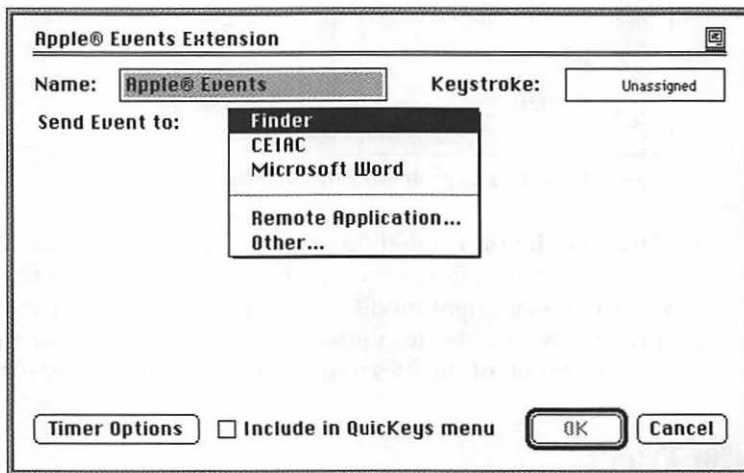 Apple® Events Extension
Name: Apple® Events Keystroke: Unassigned
Send Event to: Finder
CEIAC
Microsoft Word
Remote Application...
Other...
Timer Options Include in QuicKeys menu OK Cancel